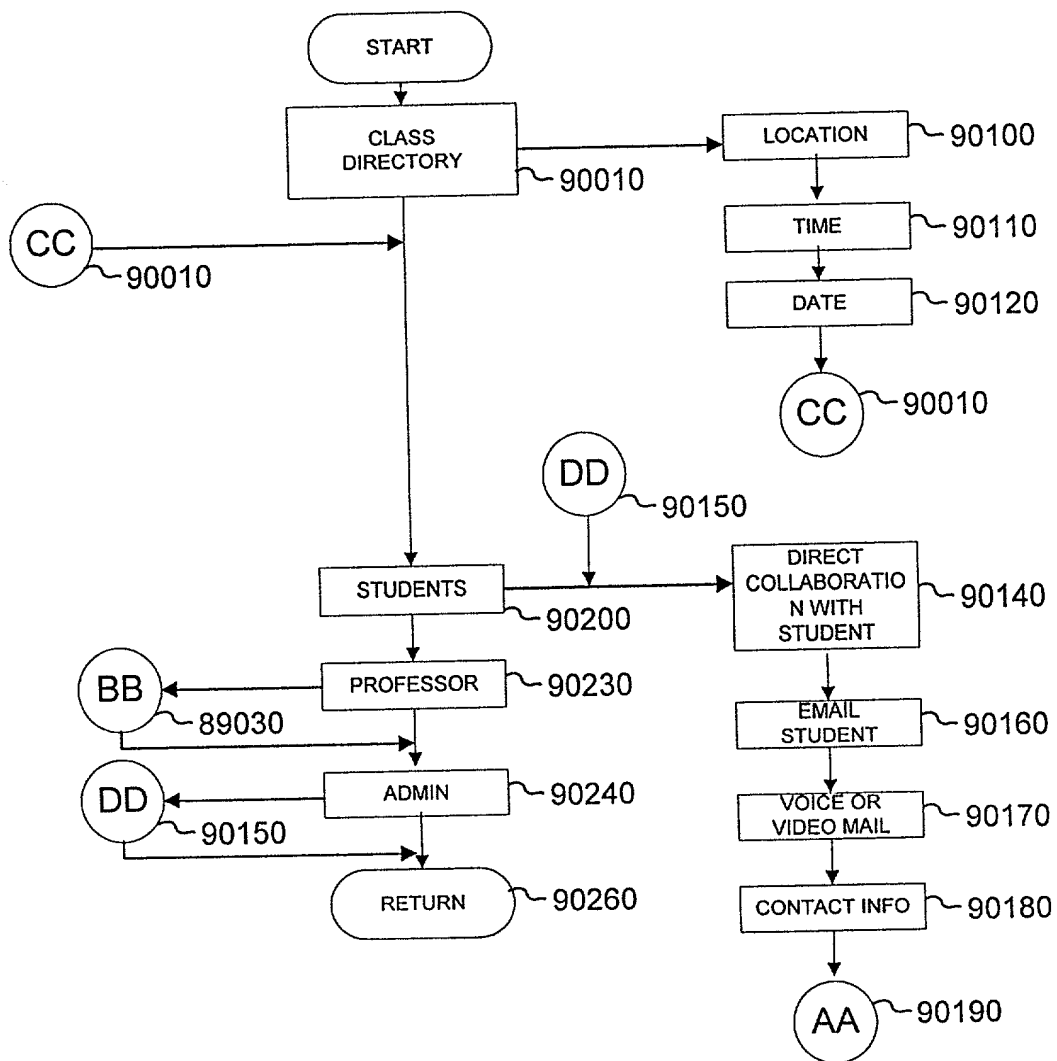 START
CLASS
DIRECTORY
90010
LOCATION
90100
CC
90010
TIME
90110
DATE
90120
CC
90010
DD
90150
STUDENTS
90200
DIRECT
COLLABORATIO
N WITH
STUDENT
90140
BB
89030
PROFESSOR
90230
EMAIL
STUDENT
90160
DD
90150
ADMIN
90240
VOICE OR
VIDEO MAIL
90170
RETURN
90260
CONTACT INFO
90180
AA
90190